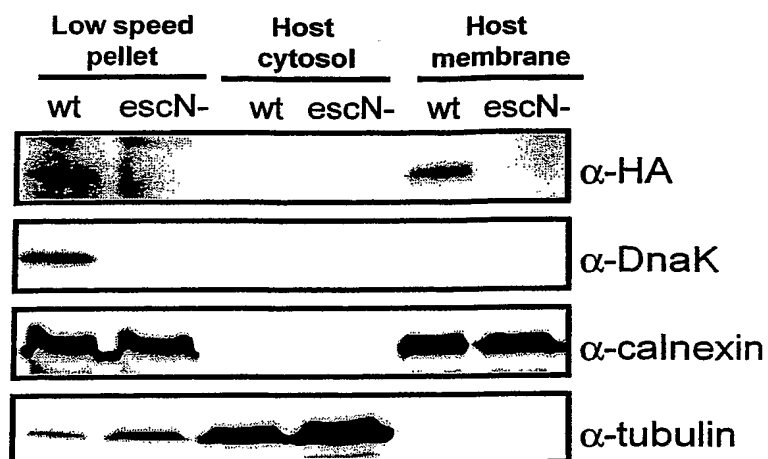 Low speed pellet Host cytosol Host membrane
wt escN- wt escN- wt escN-
α-HA
α-DnaK
α-calnexin
α-tubulin